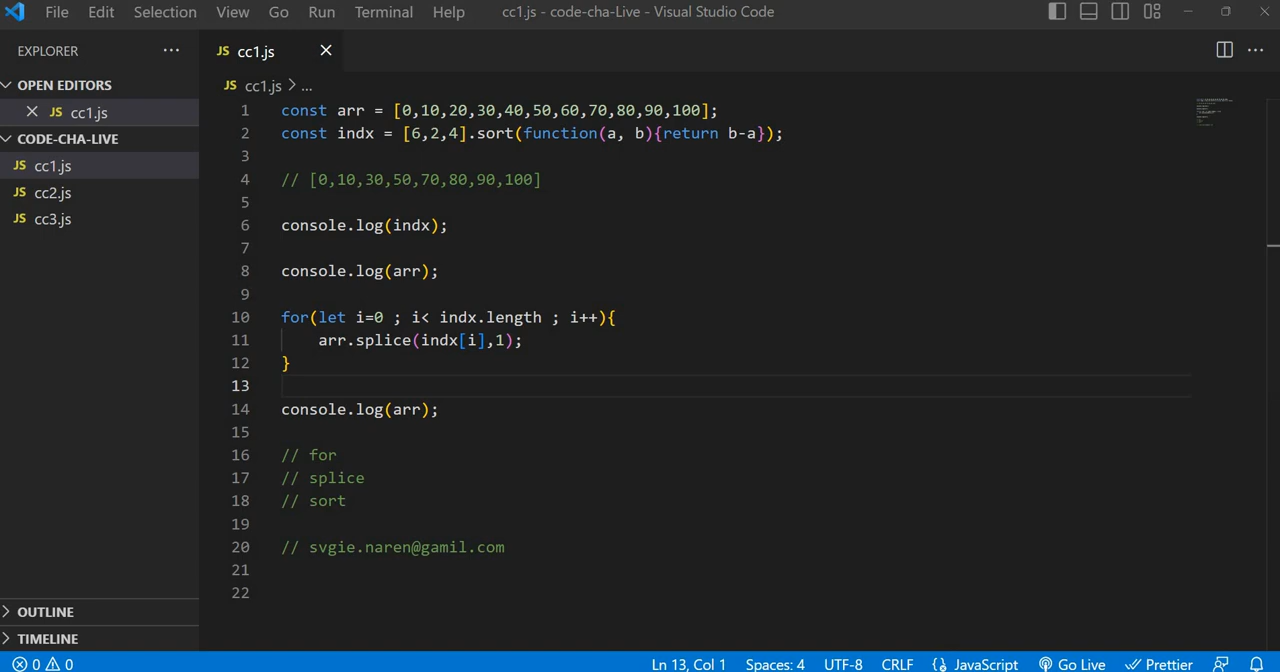 File Edit Selection View Go Run Terminal Help cc1.js - code-cha-Live - Visual Studio Code
EXPLORER ...
JS cc1.js
OPEN EDITORS
JS cc1.js > ...
JS cc1.js
CODE-CHA-LIVE
JS cc1.js
JS cc2.js
JS cc3.js
1 const arr = [0,10,20,30,40,50,60,70,80,90,100];
2 const indx = [6,2,4].sort(function(a, b){return b-a});
3
4 // [0,10,30,50,70,80,90,100]
5
6 console.log(indx);
7
8 console.log(arr);
9
10 for(let i=0 ; i< indx.length ; i++){
11 arr.splice(indx[i],1);
12 }
13
14 console.log(arr);
15
16 // for
17 // splice
18 // sort
19
20 // svgie.naren@gamil.com
21
22
OUTLINE
TIMELINE
0 0 Ln 13, Col 1 Spaces: 4 UTF-8 CRLF JavaScript Go Live Prettier